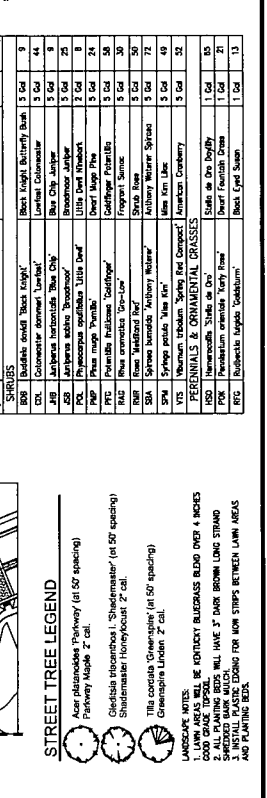 SHRUBS
BDB Buddleia davidii 'Black Knight' Black Knight Butterfly Bush 5 Gal 9
CDL Cotoneaster dammeri 'Lowfast' Lowfast Cotoneaster 5 Gal 44
JHB Juniperus horizontalis 'Blue Chip' Blue Chip Juniper 5 Gal 9
JSB Juniperus sabina 'Broadmoor' Broadmoor Juniper 5 Gal 25
POL Physocarpus opulifolius 'Little Devil' Little Devil Ninebark 2 Gal 8
PMP Pinus mugo 'Pumilio' Dwarf Mugo Pine 5 Gal 24
PFG Potentilla fruticosa 'Goldfinger' Goldfinger Potentilla 5 Gal 58
RAG Rhus aromatica 'Gro-Low' Fragrant Sumac 5 Gal 30
RMR Rosa 'Meidiland Red' Shrub Rose 5 Gal 50
SBA Spiraea bumalda 'Anthony Waterer' Anthony Waterer Spiraea 5 Gal 72
SPM Syringa patula 'Miss Kim' Miss Kim Lilac 5 Gal 49
VTS Viburnum trilobum 'Spring Red Compact' American Cranberry 5 Gal 52
PERENNIALS & ORNAMENTAL GRASSES
HSD Hemerocallis 'Stella de Oro' Stella de Oro Daylily 1 Gal 85
POK Pennisetum orientale 'Karly Rose' Dwarf Fountain Grass 1 Gal 21
RFG Rudbeckia fulgida 'Goldsturm' Black Eyed Susan 1 Gal 13
STREET TREE LEGEND
Acer platanoides 'Parkway' (at 50' spacing)
Parkway Maple 2" cal.
Gleditsia triacanthos i. 'Shademaster' (at 50' spacing)
Shademaster Honeylocust 2" cal.
Tilia cordata 'Greenspire' (at 50' spacing)
Greenspire Linden 2" cal.
LANDSCAPE NOTES:
1. LAWN AREAS WILL BE KENTUCKY BLUEGRASS BLEND OVER 4 INCHES
GOOD GRADE TOPSOIL.
2. ALL PLANTING BEDS WILL HAVE 3" DARK BROWN LONG STRAND
SHREDDED BARK MULCH.
3. INSTALL PLASTIC EDGING FOR MOW STRIPS BETWEEN LAWN AREAS
AND PLANTING BEDS.